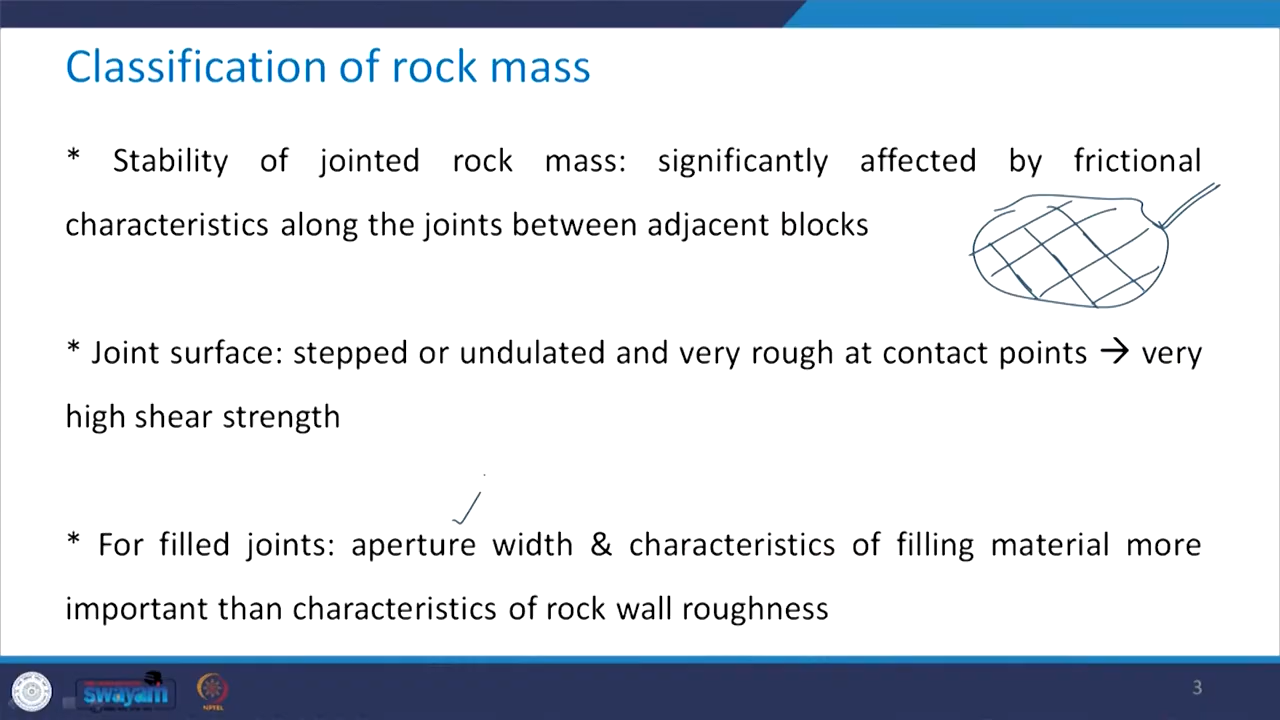 Classification of rock mass
* Stability of jointed rock mass: significantly affected by frictional
characteristics along the joints between adjacent blocks
* Joint surface: stepped or undulated and very rough at contact points → very
high shear strength
* For filled joints: aperture width & characteristics of filling material more
important than characteristics of rock wall roughness
swayam
NPTEL
3